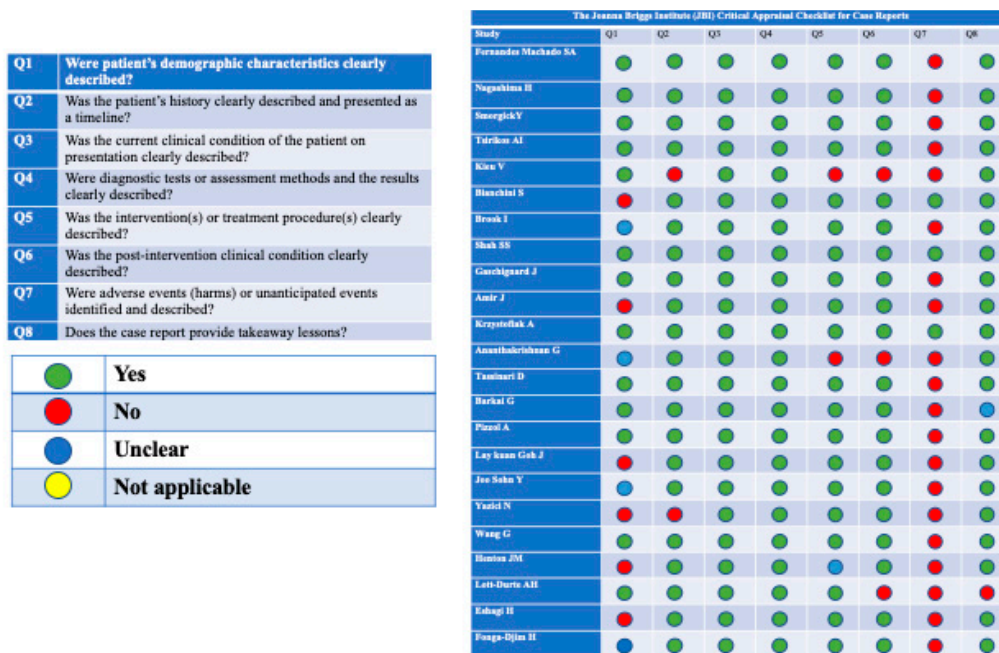 Q1 Were patient's demographic characteristics clearly
described?
Q2 Was the patient's history clearly described and presented as
a timeline?
Q3 Was the current clinical condition of the patient on
presentation clearly described?
Q4 Were diagnostic tests or assessment methods and the results
clearly described?
Q5 Was the intervention(s) or treatment procedure(s) clearly
described?
Q6 Was the post-intervention clinical condition clearly
described?
Q7 Were adverse events (harms) or unanticipated events
identified and described?
Q8 Does the case report provide takeaway lessons?
Yes
No
Unclear
Not applicable
The Joanna Briggs Institute (JBI) Critical Appraisal Checklist for Case Reports
Study Q1 Q2 Q3 Q4 Q5 Q6 Q7 Q8
Fernandes Machado SA
Nagashima H
SmorgickY
Tsirikos AI
Kieu V
Bianchini S
Brook I
Shah SS
Gaschignard J
Amir J
Krzysztofiak A
Ananthakrishnan G
Tassinari D
Barkai G
Pizzol A
Lay kuan Goh J
Joo Sohn Y
Yazici N
Wang G
Henton JM
Lott-Durte AH
Eshagi H
Fonga-Djim H